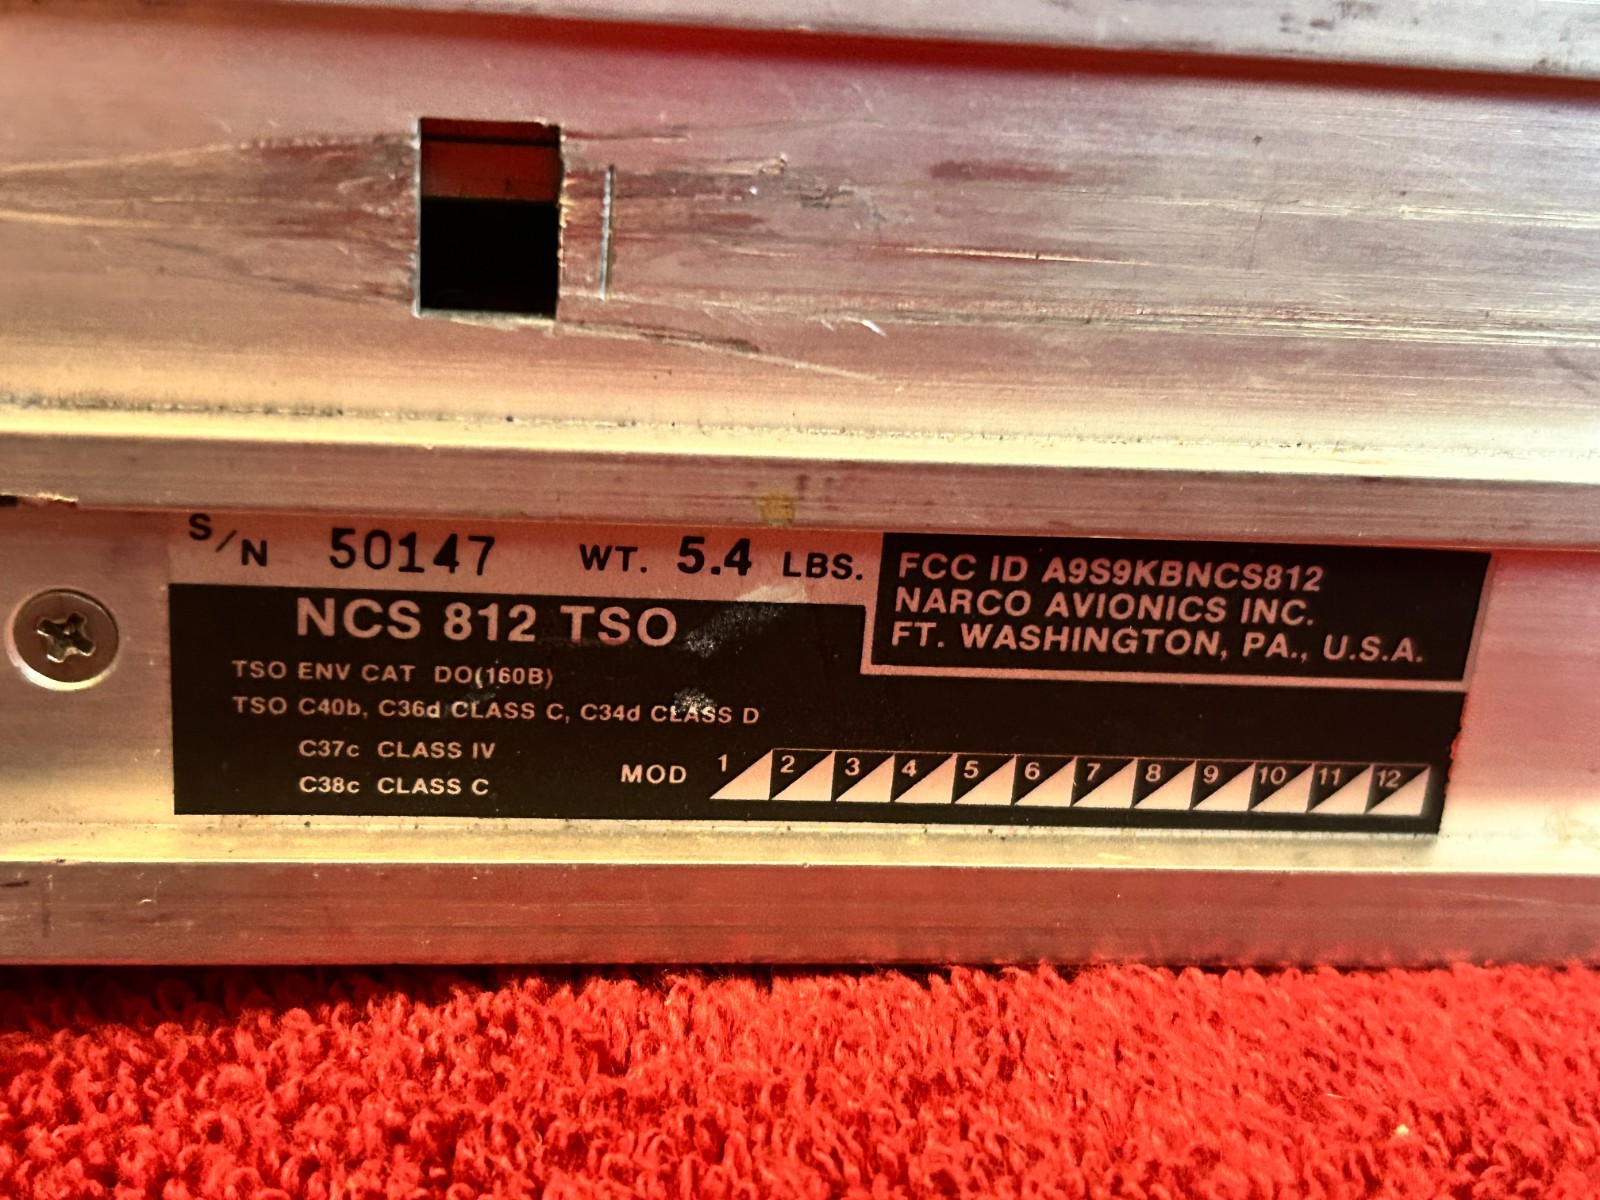 S/N 50147 WT. 5.4 LBS.
FCC ID A9S9KBNCS812
NARCO AVIONICS INC.
FT. WASHINGTON, PA., U.S.A.
NCS 812 TSO
TSO ENV CAT DO(160B)
TSO C40b, C36d CLASS C, C34d CLASS D
C37c CLASS IV
C38c CLASS C
MOD 1 2 3 4 5 6 7 8 9 10 11 12